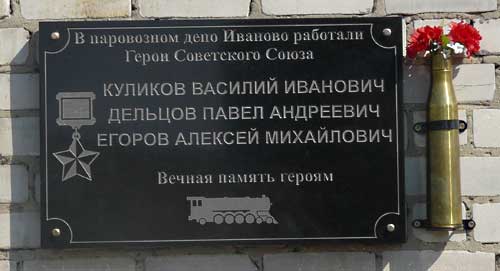 В паровозном депо Иваново работали
Герои Советского Союза
КУЛИКОВ ВАСИЛИЙ ИВАНОВИЧ
ДЕЛЬЦОВ ПАВЕЛ АНДРЕЕВИЧ
ЕГОРОВ АЛЕКСЕЙ МИХАЙЛОВИЧ
Вечная память героям